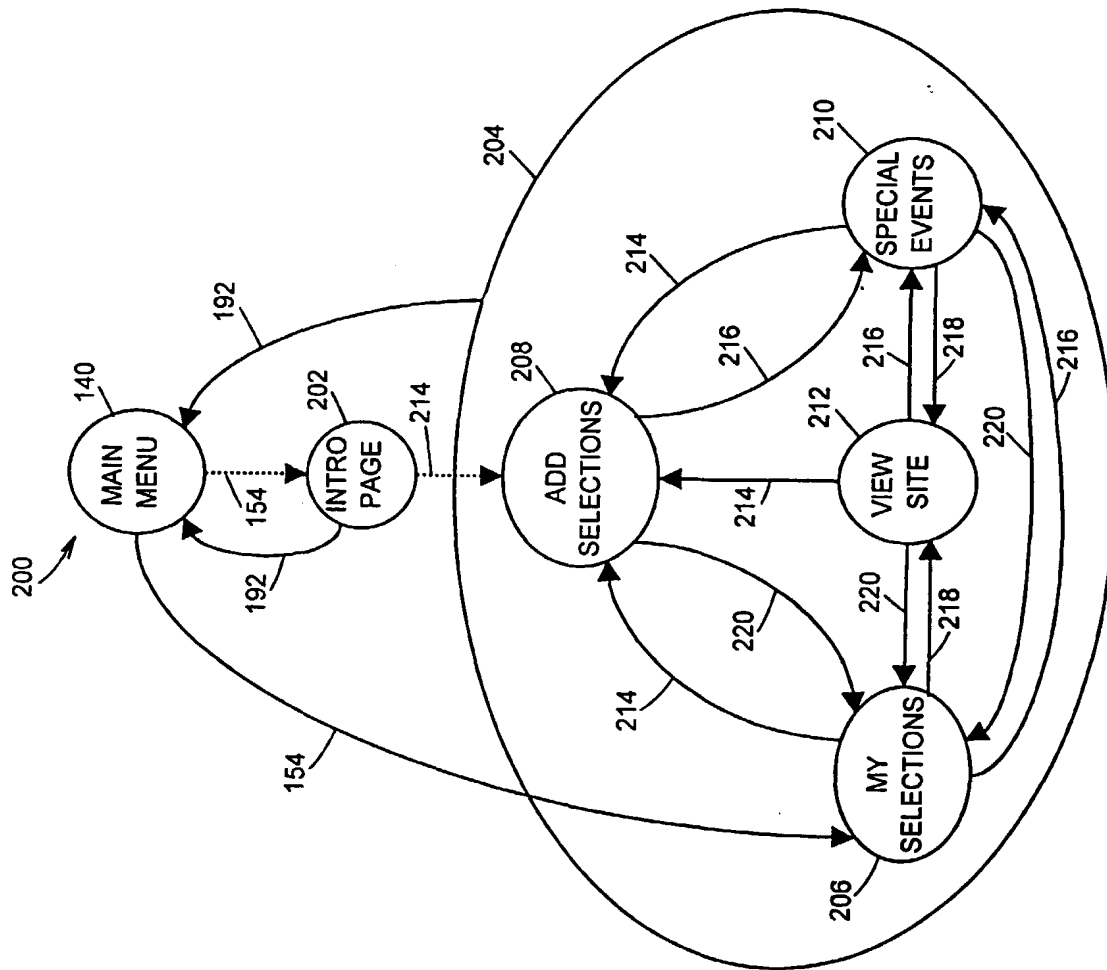 200
MAIN
MENU
140
192
154
192
INTRO
PAGE
202
214
154
204
ADD
SELECTIONS
208
214
220
214
216
214
VIEW
SITE
212
220
218
216
218
MY
SELECTIONS
206
SPECIAL
EVENTS
210
220
216